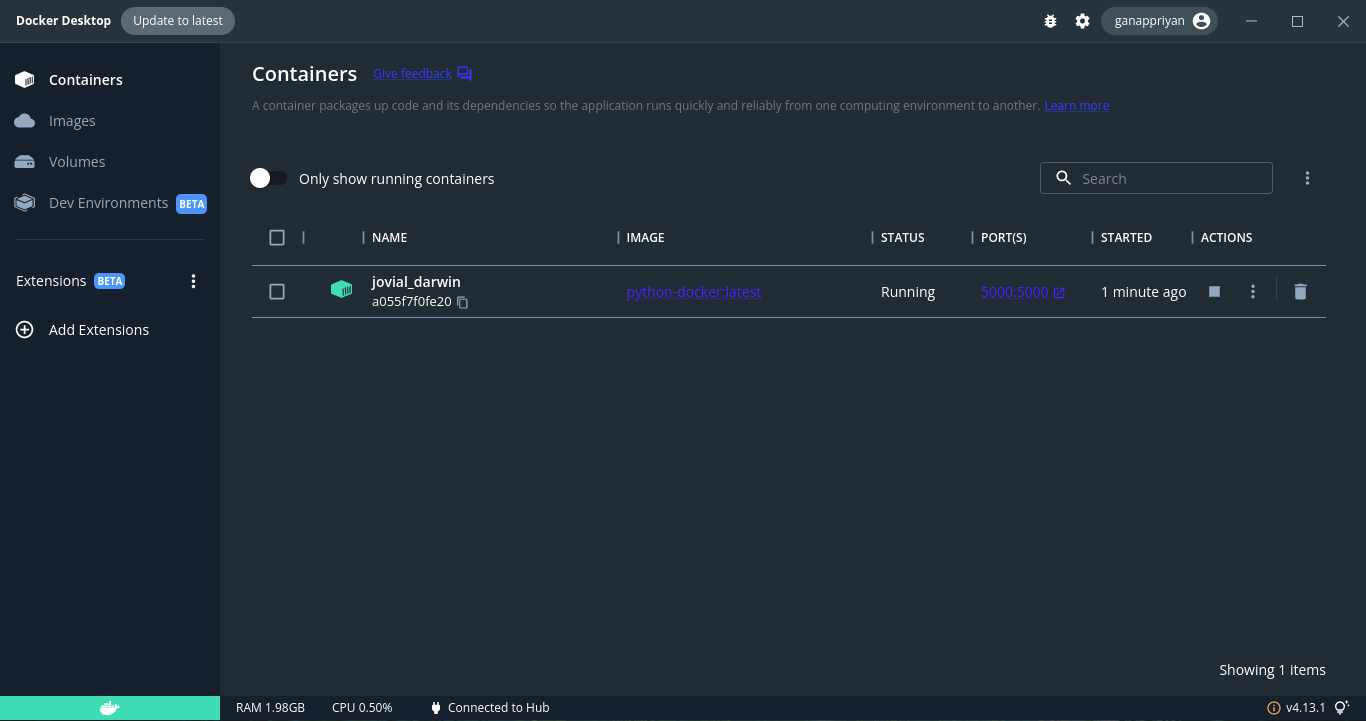 Docker Desktop Update to latest ganappriyan
Containers
Images
Volumes
Dev Environments BETA
Extensions BETA
Add Extensions
Containers Give feedback
A container packages up code and its dependencies so the application runs quickly and reliably from one computing environment to another. Learn more
Only show running containers Search
NAME IMAGE STATUS PORT(S) STARTED ACTIONS
jovial_darwin
a055f7f0fe20
python-docker:latest Running 5000:5000 1 minute ago
Showing 1 items
RAM 1.98GB CPU 0.50% Connected to Hub v4.13.1